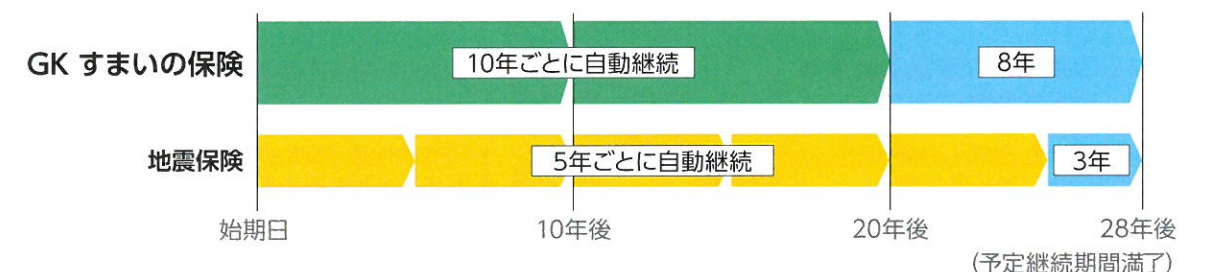 GK すまいの保険
10年ごとに自動継続
8年
地震保険
5年ごとに自動継続
3年
始期日
10年後
20年後
28年後
(予定継続期間満了)